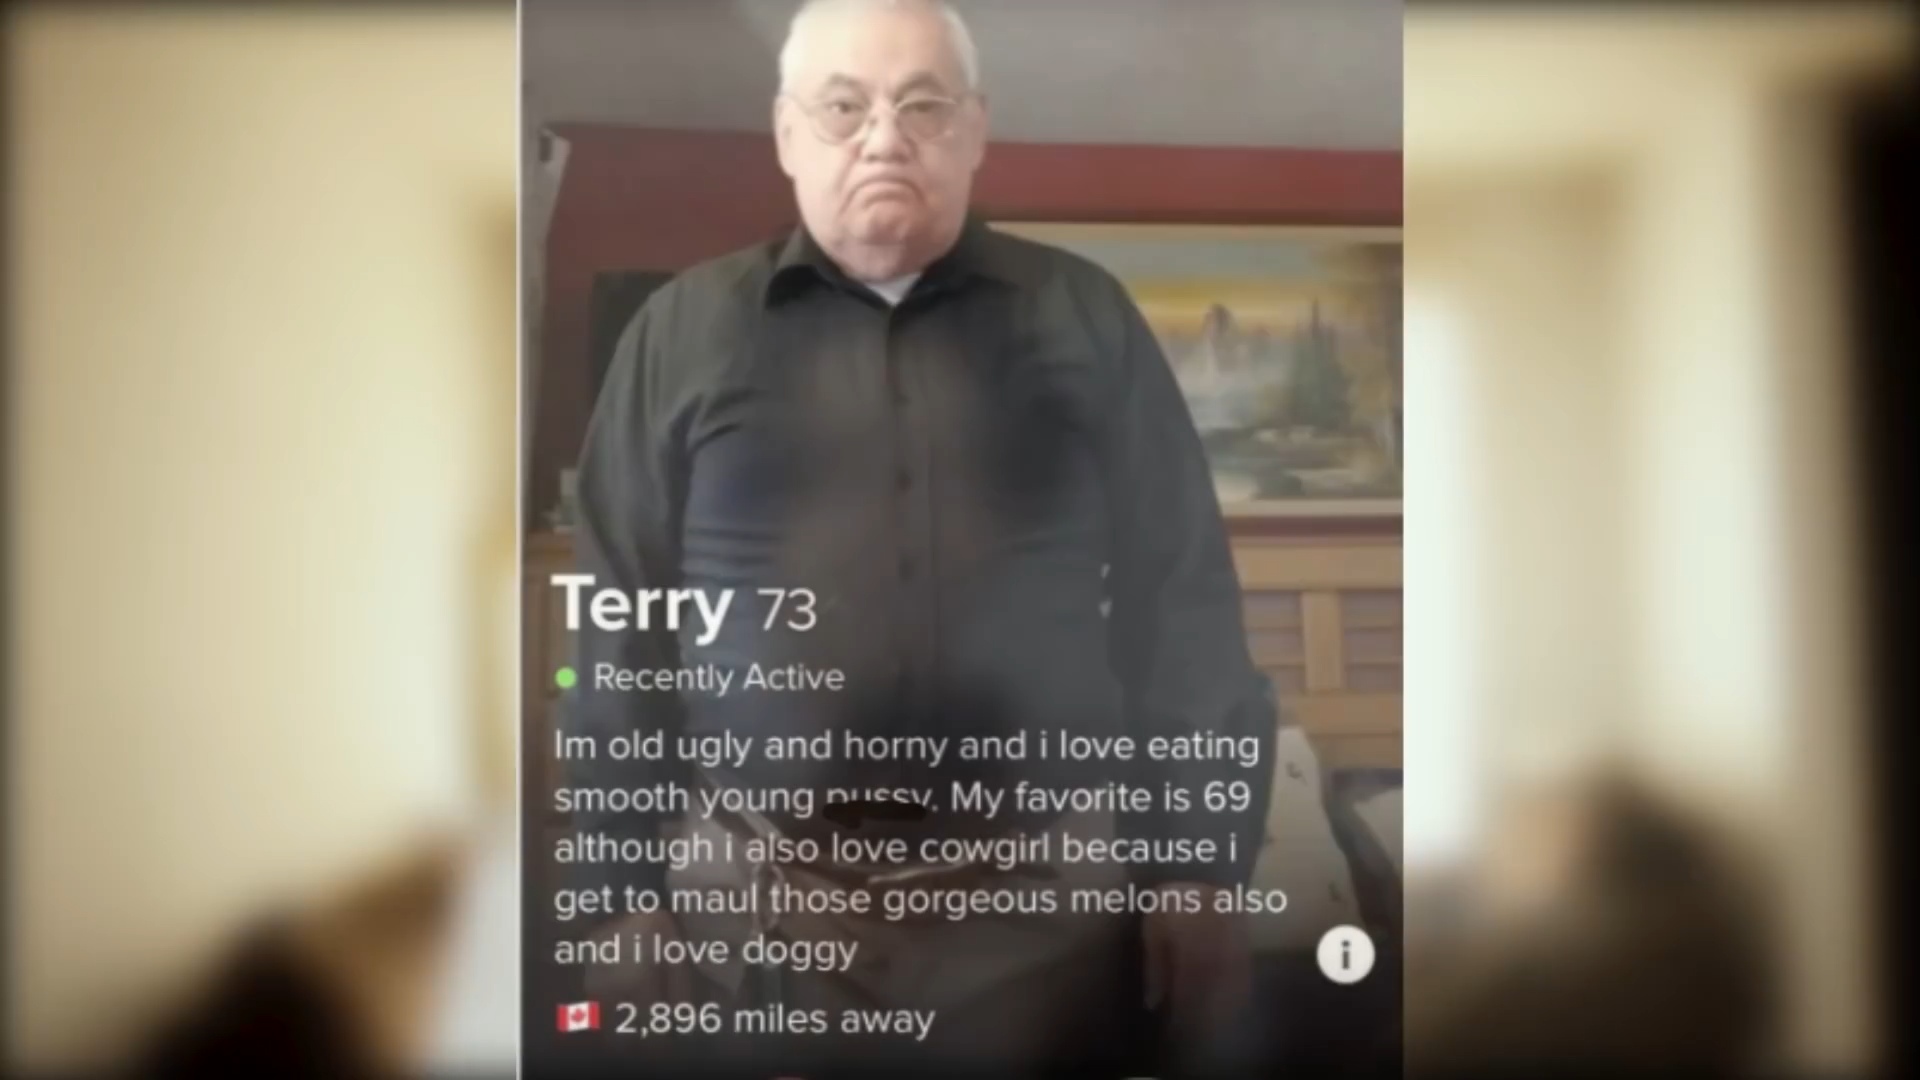 Terry 73
Recently Active
Im old ugly and horny and i love eating
smooth young pussy. My favorite is 69
although i also love cowgirl because i
get to maul those gorgeous melons also
and i love doggy
i
2,896 miles away